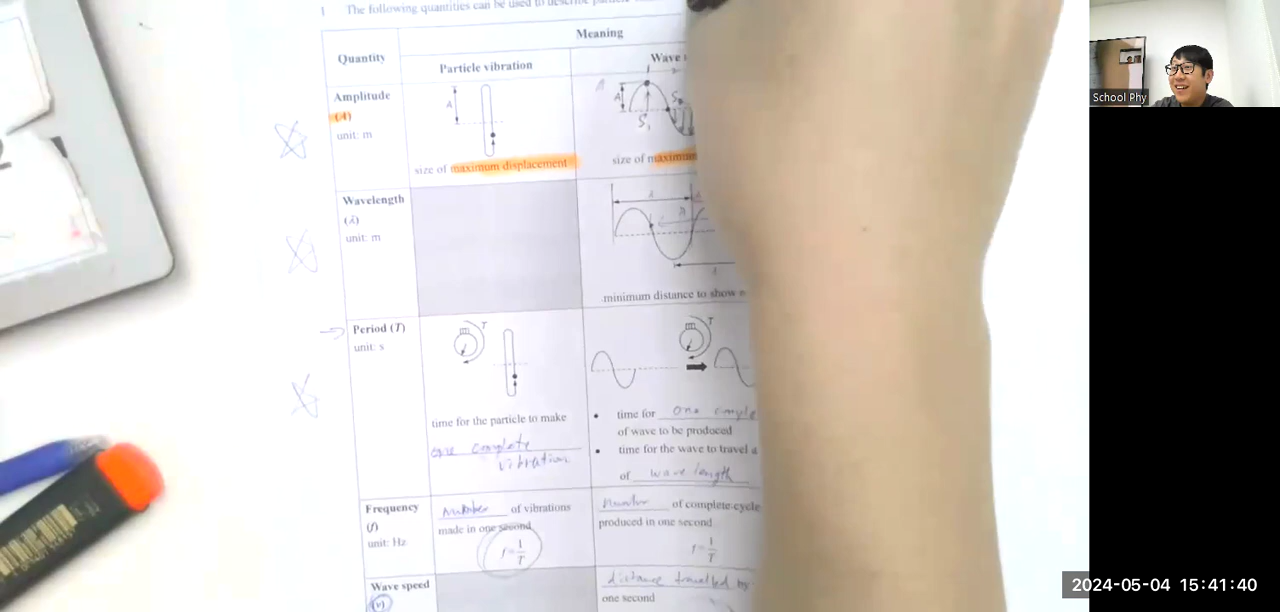 1 The following quantities can be used to describe
Meaning
Quantity
Particle vibration
Wave
Amplitude
(A)
unit: m
A
A
S₁
size of maximum displacement
size of maximum
Wavelength
(λ)
unit: m
λ
minimum distance to show
Period (T)
unit: s
T
T
time for the particle to make
one complete
vibration
• time for one comple
of wave to be produced
• time for the wave to travel a
of wavelength
Frequency
(f)
unit: Hz
number of vibrations
made in one second
f = 1/T
number of complete-cycle
produced in one second
f = 1/T
Wave speed
(v)
distance travelled by
one second
School Phy
2024-05-04 15:41:40